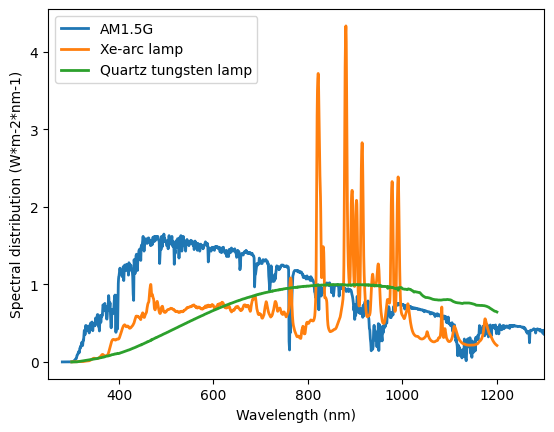 AM1.5G
Xe-arc lamp
Quartz tungsten lamp
Spectral distribution (W*m-2*nm-1)
4
3
2
1
0
400
600
800
1000
1200
Wavelength (nm)